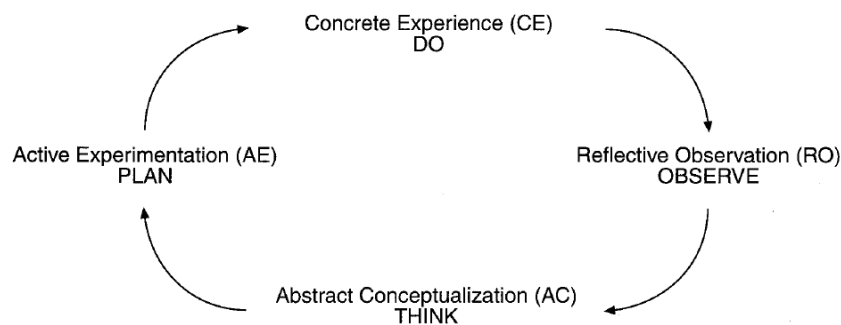 Concrete Experience (CE)
DO
Active Experimentation (AE)
PLAN
Reflective Observation (RO)
OBSERVE
Abstract Conceptualization (AC)
THINK